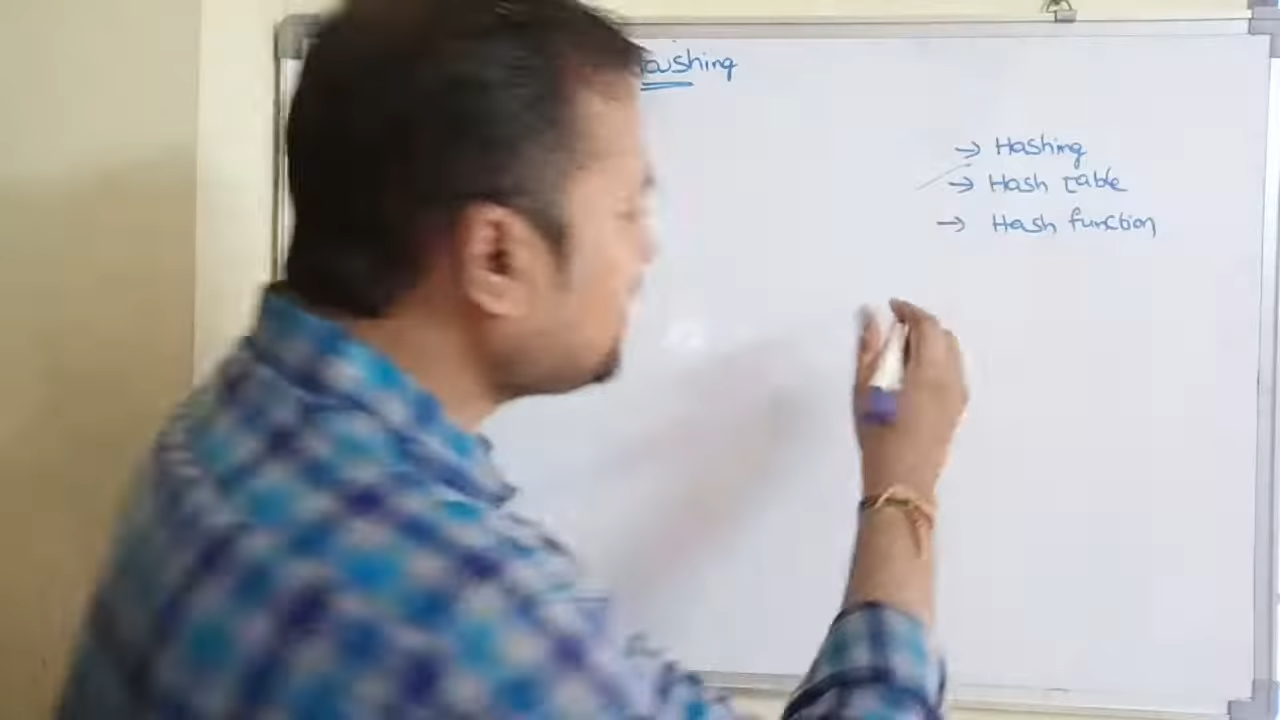 Hashing
→ Hashing
→ Hash Table
→ Hash function